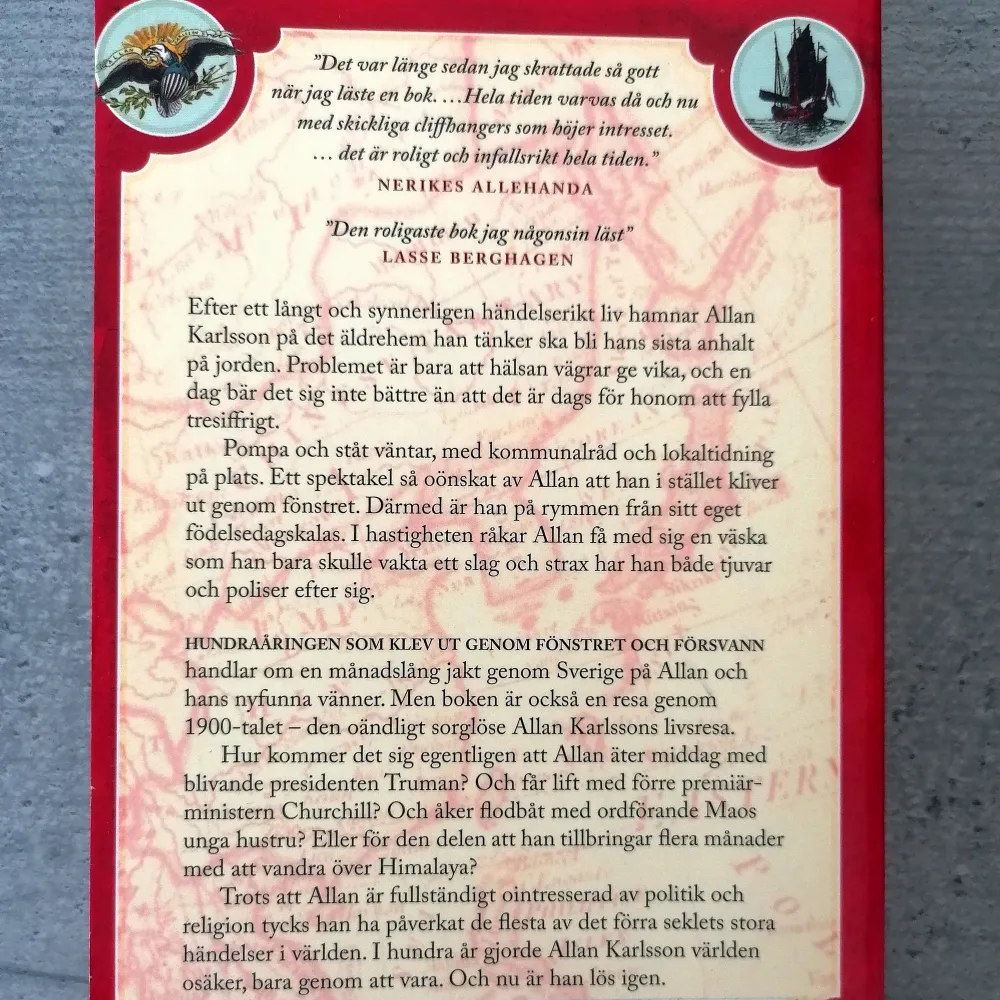 ”Det var länge sedan jag skrattade så gott
när jag läste en bok. …Hela tiden varvas då och nu
med skickliga cliffhangers som höjer intresset.
… det är roligt och infallsrikt hela tiden.”
NERIKES ALLEHANDA
”Den roligaste bok jag någonsin läst”
LASSE BERGHAGEN
Efter ett långt och synnerligen händelserikt liv hamnar Allan
Karlsson på det äldrehem han tänker ska bli hans sista anhalt
på jorden. Problemet är bara att hälsan vägrar ge vika, och en
dag bär det sig inte bättre än att det är dags för honom att fylla
tresiffrigt.
Pompa och ståt väntar, med kommunalråd och lokaltidning
på plats. Ett spektakel så oönskat av Allan att han i stället kliver
ut genom fönstret. Därmed är han på rymmen från sitt eget
födelsedagskalas. I hastigheten råkar Allan få med sig en väska
som han bara skulle vakta ett slag och strax har han både tjuvar
och poliser efter sig.
HUNDRAÅRINGEN SOM KLEV UT GENOM FÖNSTRET OCH FÖRSVANN
handlar om en månadslång jakt genom Sverige på Allan och
hans nyfunna vänner. Men boken är också en resa genom
1900-talet – den oändligt sorglöse Allan Karlssons livsresa.
Hur kommer det sig egentligen att Allan äter middag med
blivande presidenten Truman? Och får lift med förre premiär-
ministern Churchill? Och åker flodbåt med ordförande Maos
unga hustru? Eller för den delen att han tillbringar flera månader
med att vandra över Himalaya?
Trots att Allan är fullständigt ointresserad av politik och
religion tycks han ha påverkat de flesta av det förra seklets stora
händelser i världen. I hundra år gjorde Allan Karlsson världen
osäker, bara genom att vara. Och nu är han lös igen.